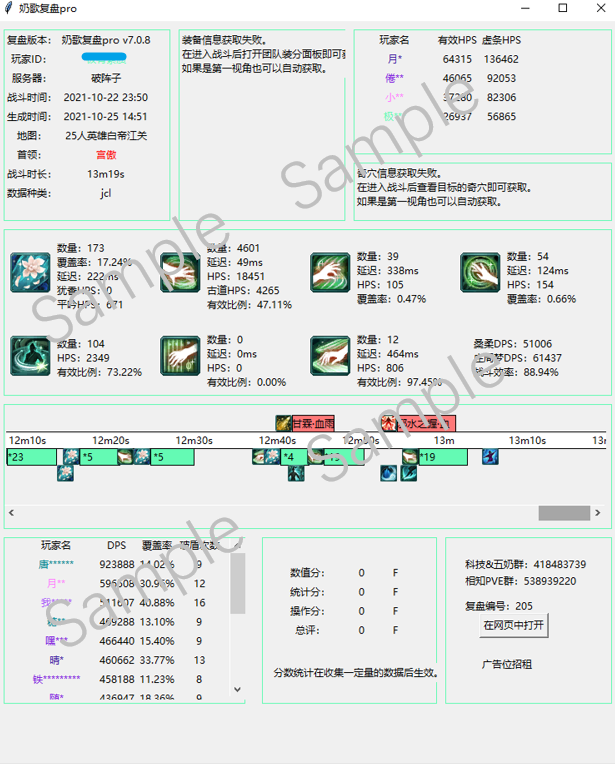 奶歌复盘pro
复盘版本: 奶歌复盘pro v7.0.8
玩家ID:
服务器: 破阵子
战斗时间: 2021-10-22 23:50
生成时间: 2021-10-25 14:51
地图: 25人英雄白帝江关
首领: 宫傲
战斗时长: 13m19s
数据种类: jcl
装备信息获取失败。
在进入战斗后打开团队装分面板即可获
如果是第一视角也可以自动获取。
玩家名 有效HPS 虚条HPS
月* 64315 136462
倦** 46065 92053
小** 37280 82306
极** 26937 56865
奇穴信息获取失败。
在进入战斗后查看目标的奇穴即可获取。
如果是第一视角也可以自动获取。
数量: 173
覆盖率: 17.24%
延迟: 222ms
犹香HPS: 0
平吟HPS: 671
数量: 4601
延迟: 49ms
HPS: 18451
古道HPS: 4265
有效比例: 47.11%
数量: 39
延迟: 338ms
HPS: 105
覆盖率: 0.47%
数量: 54
延迟: 124ms
HPS: 154
覆盖率: 0.66%
数量: 104
HPS: 2349
有效比例: 73.22%
数量: 0
延迟: 0ms
HPS: 0
有效比例: 0.00%
数量: 12
延迟: 464ms
HPS: 806
有效比例: 97.45%
桑柔DPS: 51006
庄周梦DPS: 61437
战斗效率: 88.94%
甘霖·血雨
12m10s 12m20s 12m30s 12m40s 12m50s 13m 13m10s 13m
*23 *5 *5 *4 *19
玩家名 DPS 覆盖率 破盾次数
唐****** 923888 14.02% 9
月** 596608 30.96% 12
511607 40.88% 16
469288 13.10% 9
嘿*** 466440 15.40% 9
晴* 460662 33.77% 13
铁********* 458188 11.23% 8
436947 18.36% 9
数值分: 0 F
统计分: 0 F
操作分: 0 F
总评: 0 F
分数统计在收集一定量的数据后生效。
科技&五奶群: 418483739
相知PVE群: 538939220
复盘编号: 205
在网页中打开
广告位招租
Sample
Sample
Sample
Sample